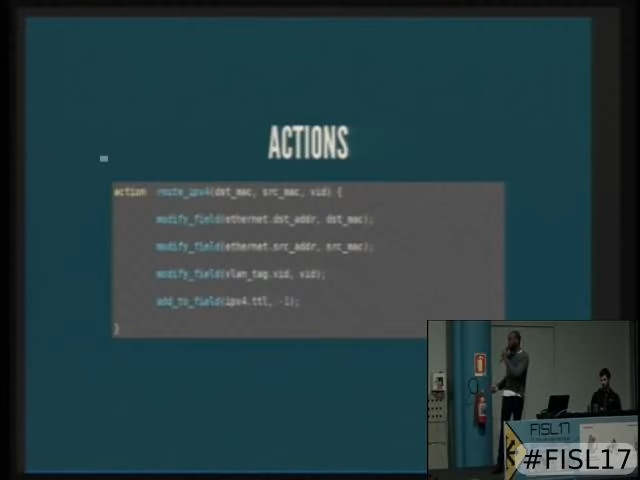 ACTIONS
action route_ipv4(dst_mac, src_mac, vid) {
modify_field(ethernet.dst_addr, dst_mac);
modify_field(ethernet.src_addr, src_mac);
modify_field(vlan_tag.vid, vid);
add_to_field(ipv4.ttl, -1);
}
FISL17
#FISL17